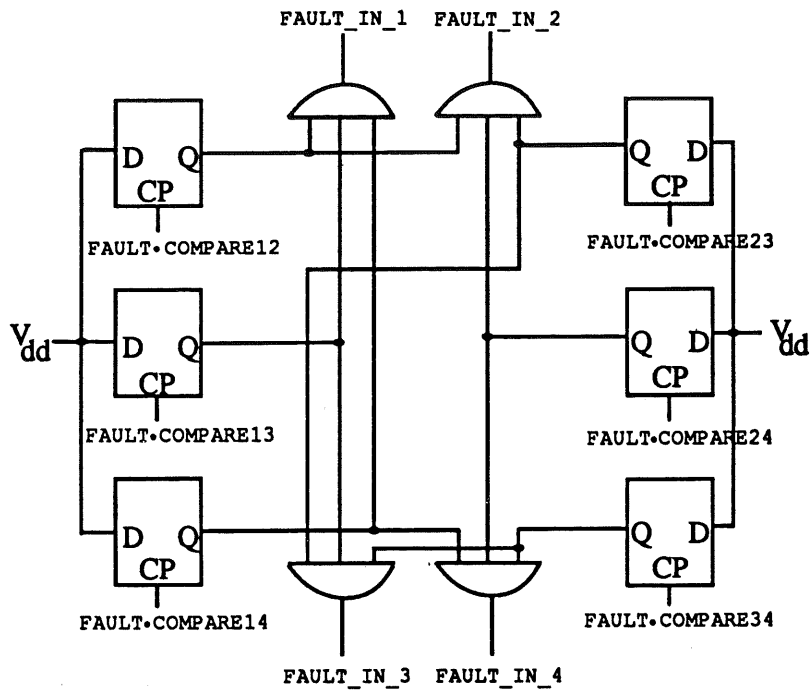 FAULT_IN_1 FAULT_IN_2
D Q
CP
FAULT•COMPARE12
Q D
CP
FAULT•COMPARE23
Vdd
D Q
CP
FAULT•COMPARE13
Q D
CP
FAULT•COMPARE24
Vdd
D Q
CP
FAULT•COMPARE14
Q D
CP
FAULT•COMPARE34
FAULT_IN_3 FAULT_IN_4